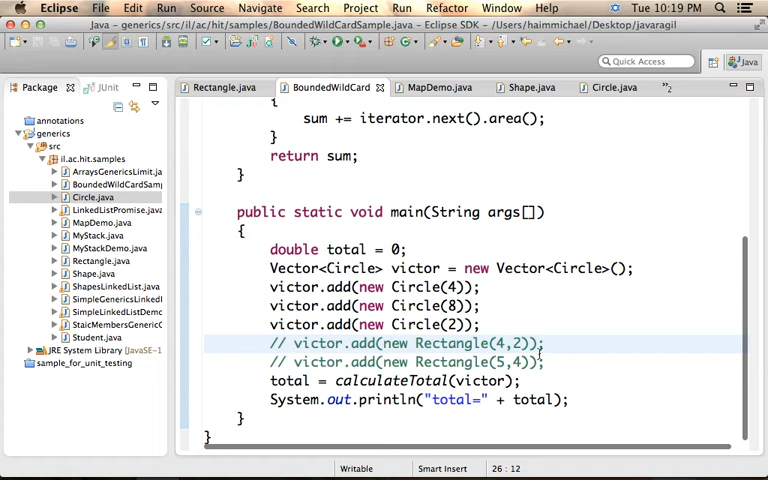 Eclipse File Edit Source Navigate Search Project Run Refactor Window Help Tue 10:19 PM
Java - generics/src/il/ac/hit/samples/BoundedWildCardSample.java - Eclipse SDK - /Users/haimmichael/Desktop/javaragil
Quick Access Java
Package JUnit
Rectangle.java BoundedWildCard MapDemo.java Shape.java Circle.java »2
annotations
generics
src
il.ac.hit.samples
ArraysGenericsLimit.ja
BoundedWildCardSam
Circle.java
LinkedListPromise.java
MapDemo.java
MyStack.java
MyStackDemo.java
Rectangle.java
Shape.java
ShapesLinkedList.java
SimpleGenericsLinked
SimpleLinkedListDemo
StaicMembersGeneric
Student.java
JRE System Library [JavaSE-1
sample_for_unit_testing
{
sum += iterator.next().area();
}
return sum;
}
public static void main(String args[])
{
double total = 0;
Vector<Circle> victor = new Vector<Circle>();
victor.add(new Circle(4));
victor.add(new Circle(8));
victor.add(new Circle(2));
// victor.add(new Rectangle(4,2));
// victor.add(new Rectangle(5,4));
total = calculateTotal(victor);
System.out.println("total=" + total);
}
}
Writable Smart Insert 26 : 12